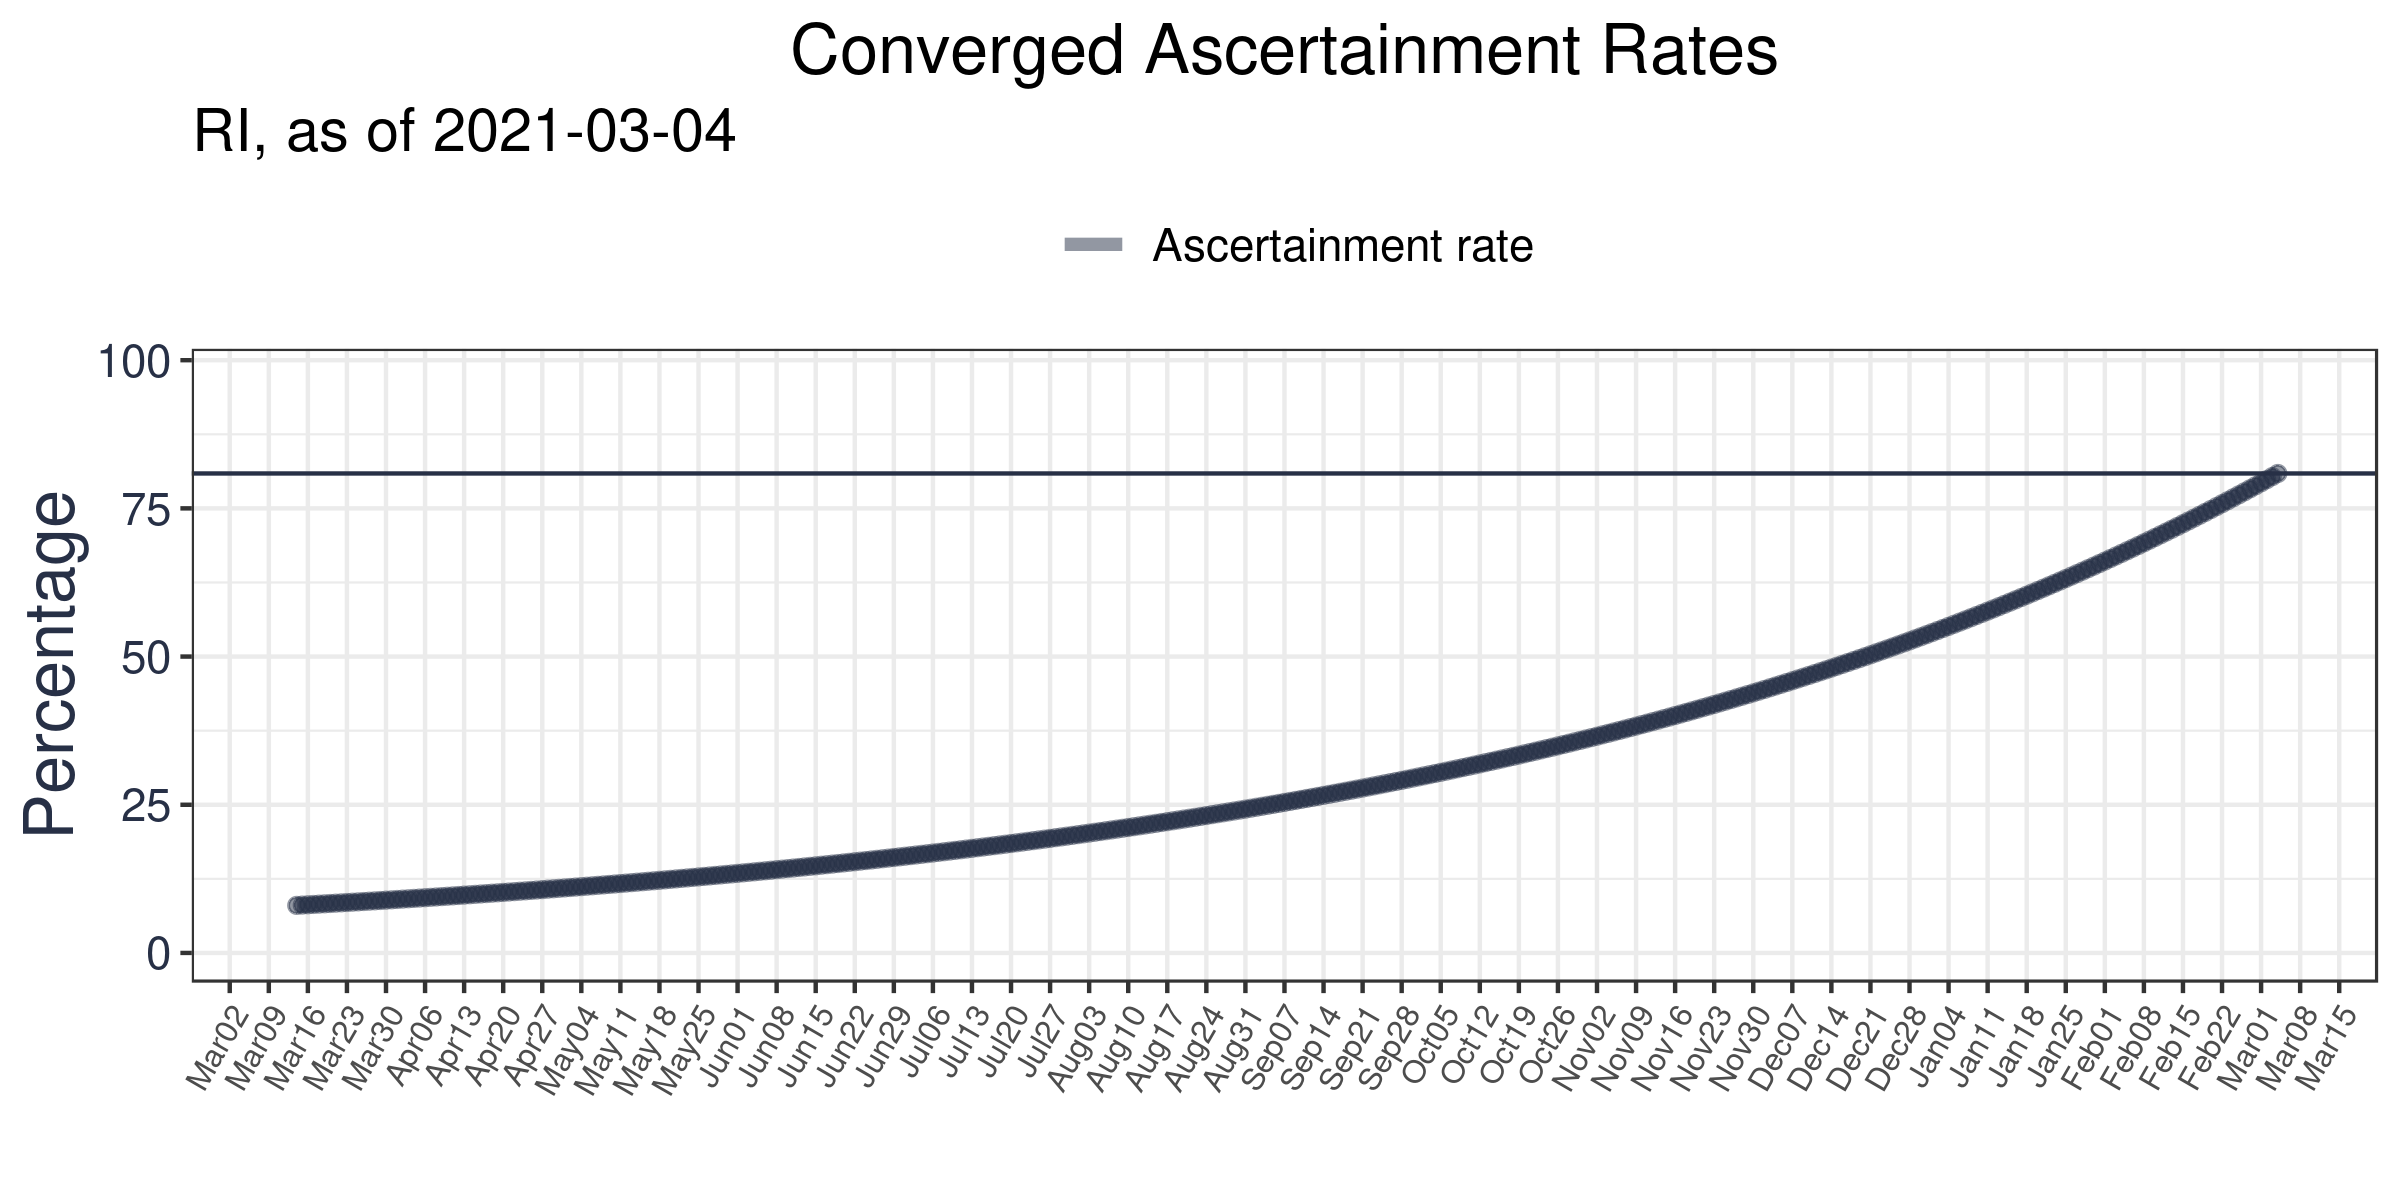 Converged Ascertainment Rates
RI, as of 2021-03-04
Ascertainment rate
Percentage
100
75
50
25
0
Mar02 Mar09 Mar16 Mar23 Mar30 Apr06 Apr13 Apr20 Apr27 May04 May11 May18 May25 Jun01 Jun08 Jun15 Jun22 Jun29 Jul06 Jul13 Jul20 Jul27 Aug03 Aug10 Aug17 Aug24 Aug31 Sep07 Sep14 Sep21 Sep28 Oct05 Oct12 Oct19 Oct26 Nov02 Nov09 Nov16 Nov23 Nov30 Dec07 Dec14 Dec21 Dec28 Jan04 Jan11 Jan18 Jan25 Feb01 Feb08 Feb15 Feb22 Mar01 Mar08 Mar15